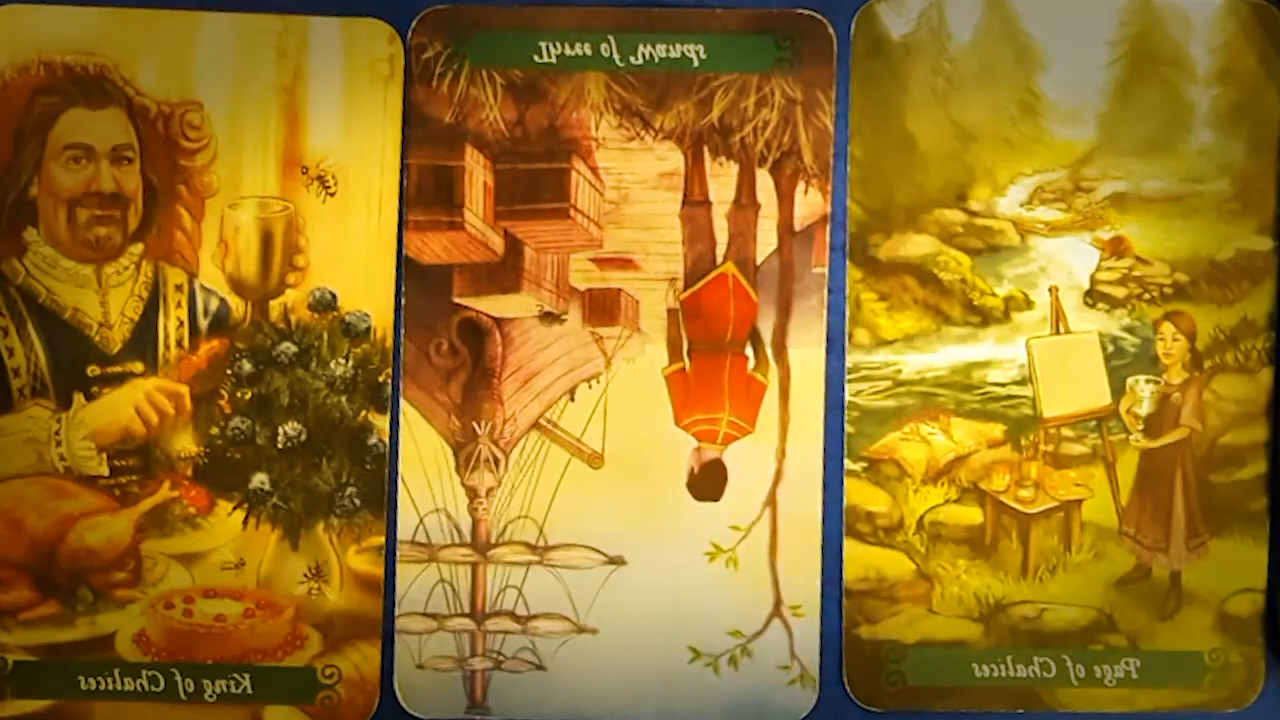 King of Chalices
Three of Wands
Page of Chalices